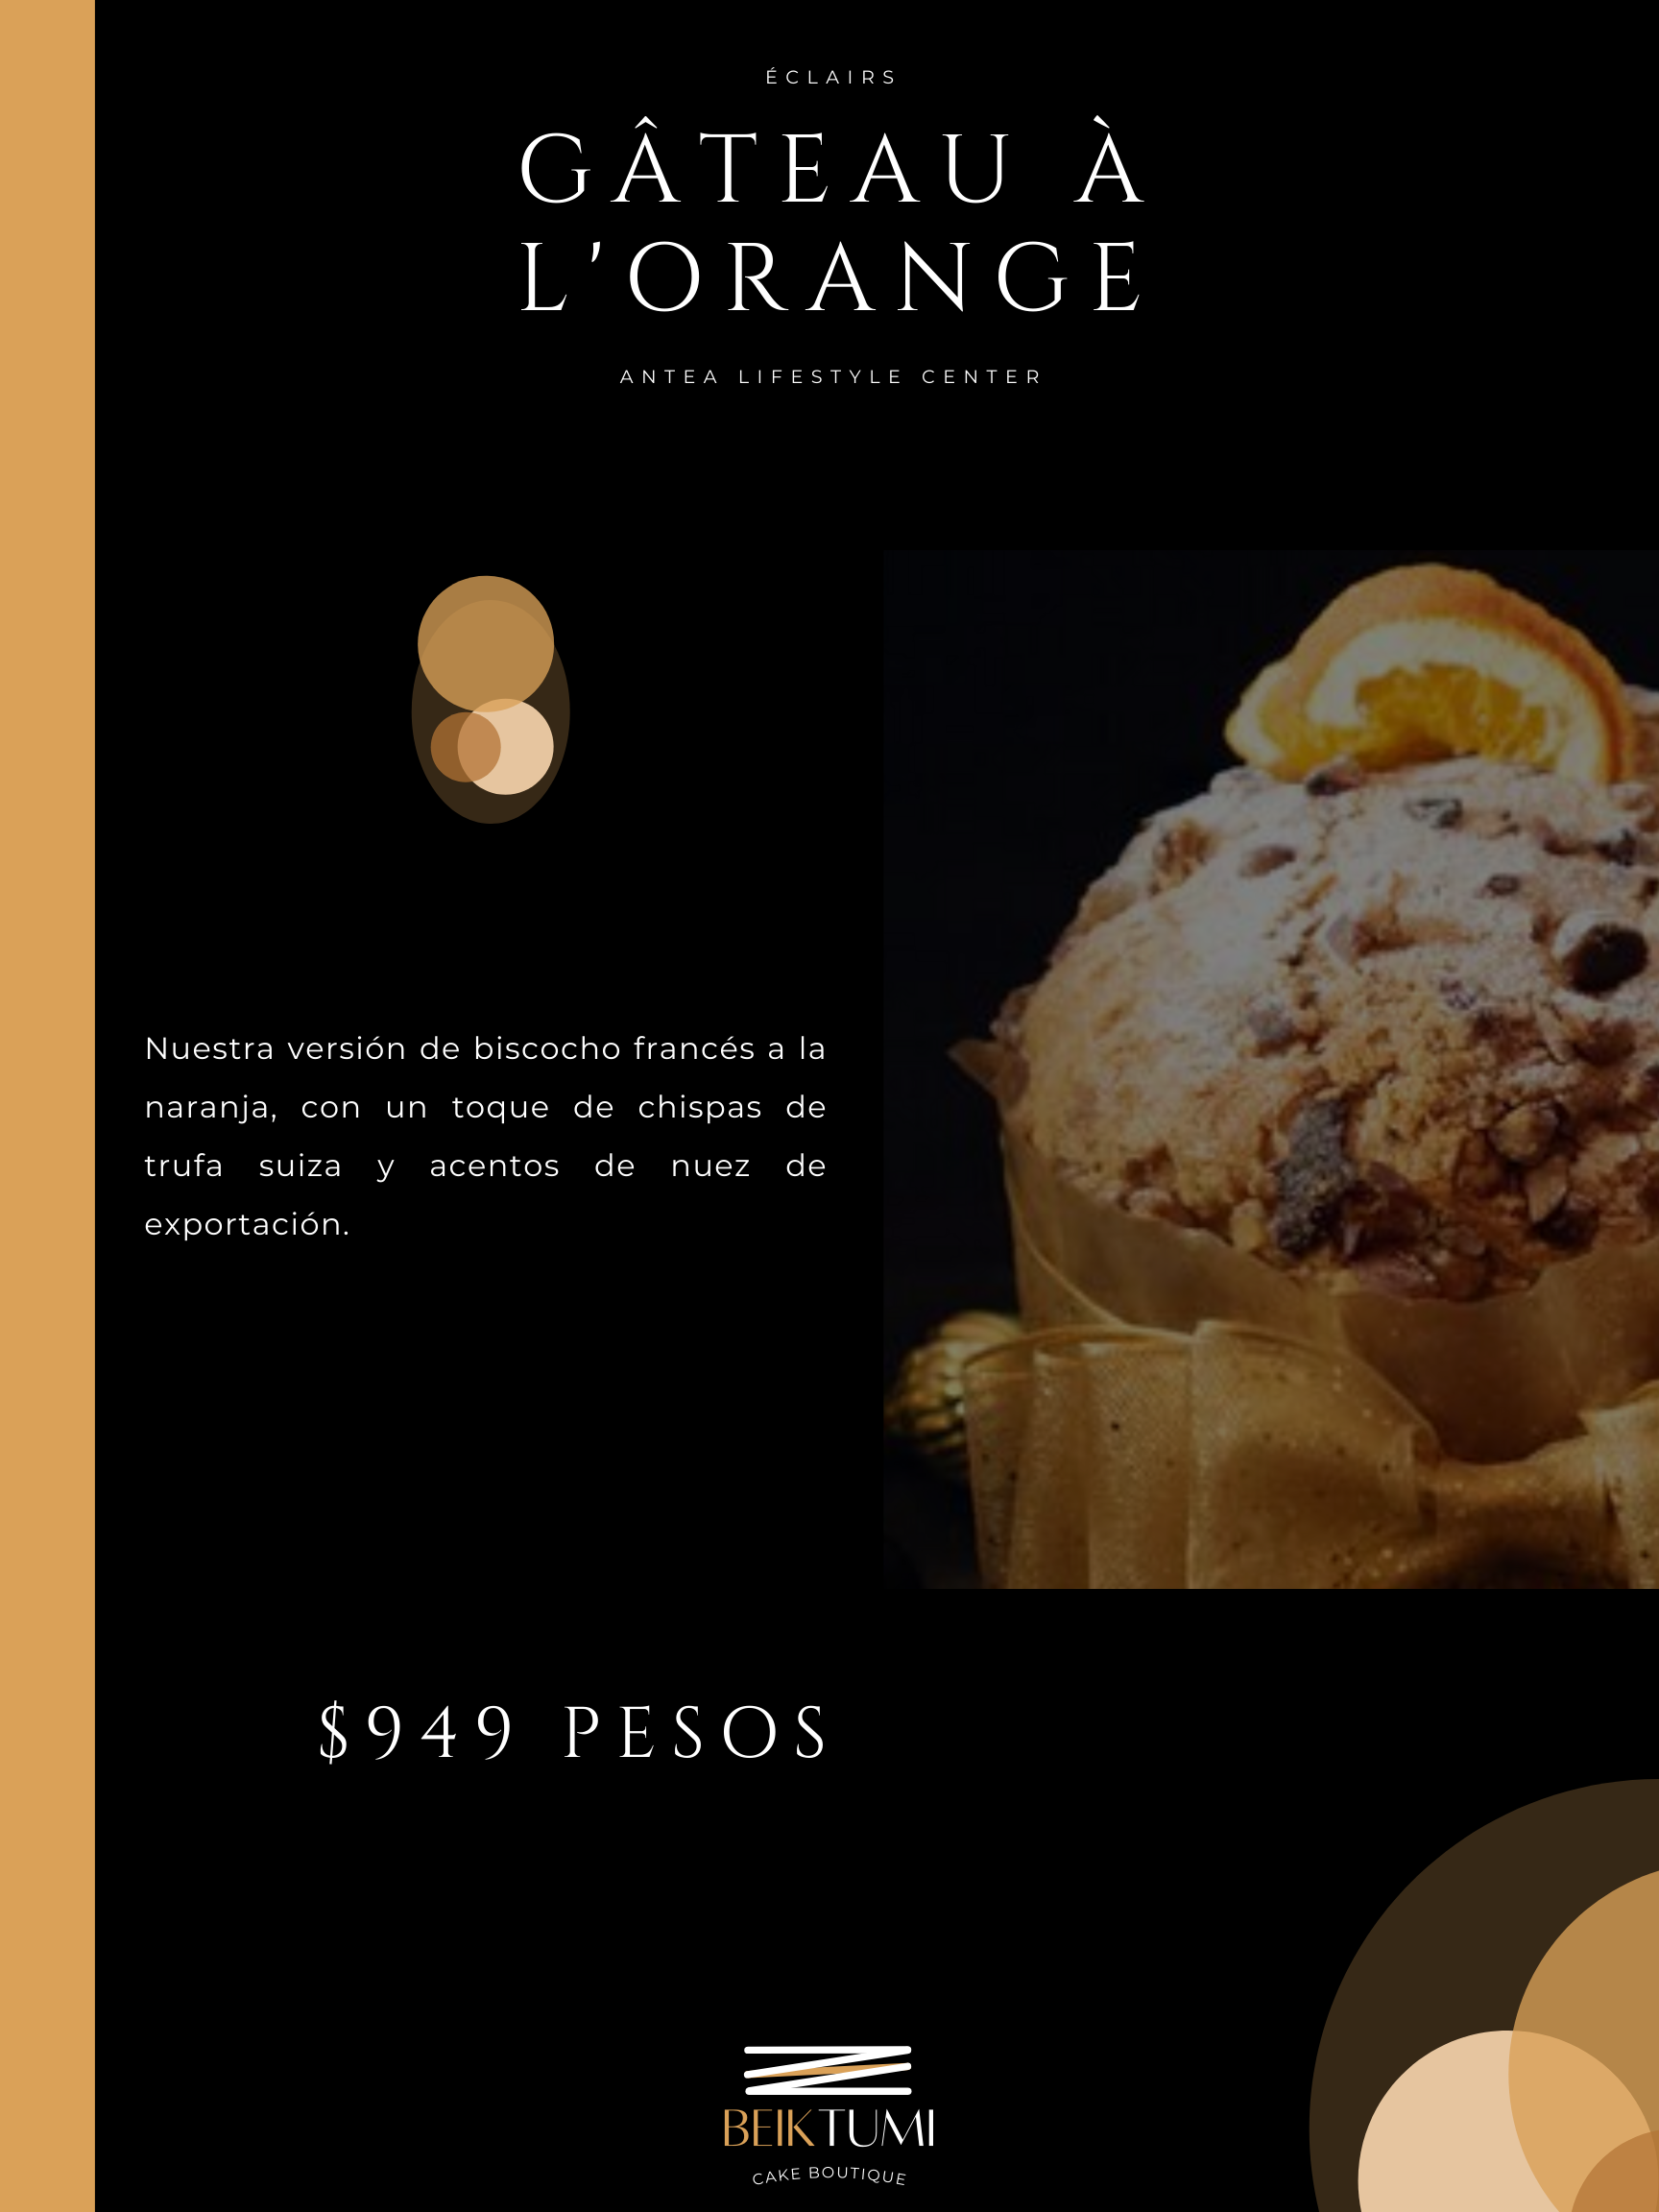 ÉCLAIRS
GÂTEAU À
L'ORANGE
ANTEA LIFESTYLE CENTER
Nuestra versión de biscocho francés a la
naranja, con un toque de chispas de
trufa suiza y acentos de nuez de
exportación.
$949 PESOS
BEIKTUMI
CAKE BOUTIQUE